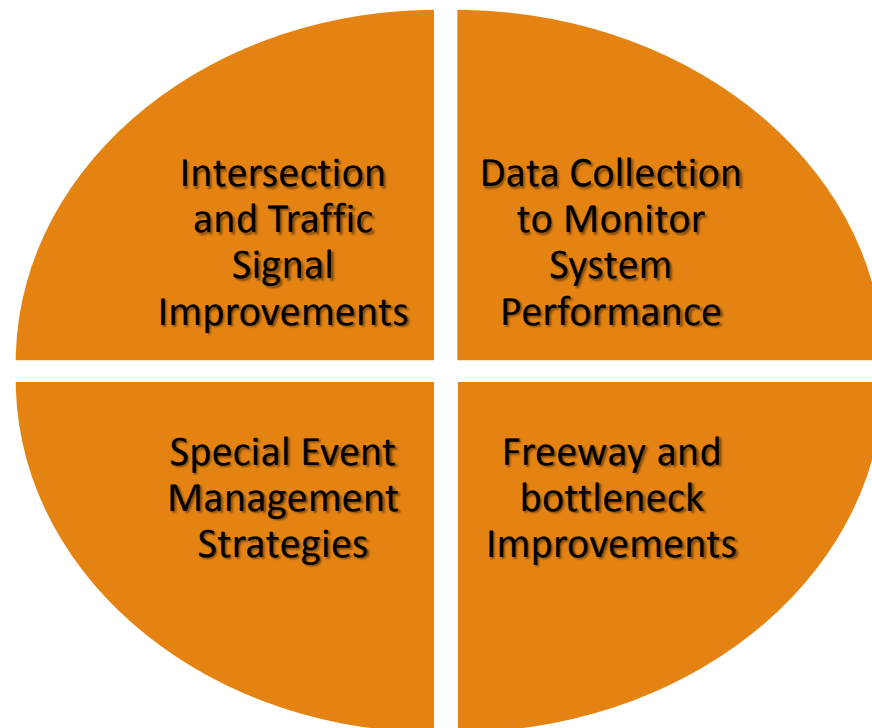 Intersection
and Traffic
Signal
Improvements
Data Collection
to Monitor
System
Performance
Special Event
Management
Strategies
Freeway and
bottleneck
Improvements